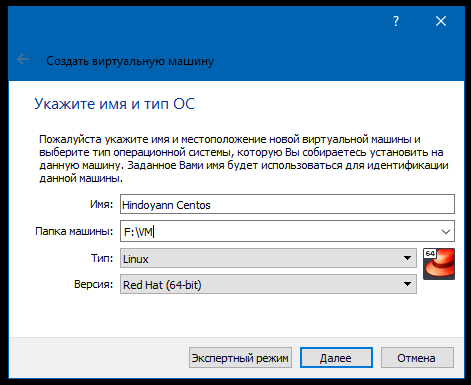 ?
Создать виртуальную машину
Укажите имя и тип ОС
Пожалуйста укажите имя и местоположение новой виртуальной машины и
выберите тип операционной системы, которую Вы собираетесь установить на
данную машину. Заданное Вами имя будет использоваться для идентификации
данной машины.
Имя: Hindoyann Centos
Папка машины: F:\VM
Тип: Linux 64
Версия: Red Hat (64-bit)
Экспертный режим Далее Отмена